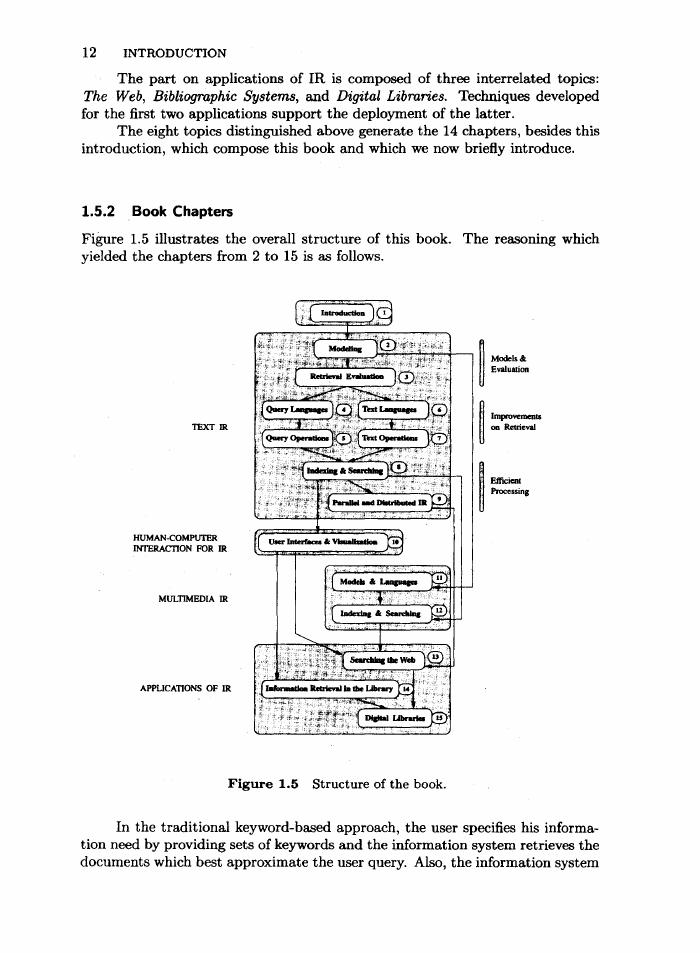 12 INTRODUCTION
The part on applications of IR is composed of three interrelated topics:
The Web, Bibliographic Systems, and Digital Libraries. Techniques developed
for the first two applications support the deployment of the latter.
The eight topics distinguished above generate the 14 chapters, besides this
introduction, which compose this book and which we now briefly introduce.
1.5.2 Book Chapters
Figure 1.5 illustrates the overall structure of this book. The reasoning which
yielded the chapters from 2 to 15 is as follows.
Introduction 1
Modeling 2
Models &
Evaluation
Retrieval Evaluation 3
Query Languages 4 Text Languages 6
Improvements
on Retrieval
TEXT IR
Query Operations 5 Text Operations 7
Indexing & Searching 8
Efficient
Processing
Parallel and Distributed IR 9
HUMAN-COMPUTER
INTERACTION FOR IR
User Interfaces & Visualization 10
Models & Languages 11
MULTIMEDIA IR
Indexing & Searching 12
Searching the Web 13
APPLICATIONS OF IR
Information Retrieval in the Library 14
Digital Libraries 15
Figure 1.5 Structure of the book.
In the traditional keyword-based approach, the user specifies his informa-
tion need by providing sets of keywords and the information system retrieves the
documents which best approximate the user query. Also, the information system